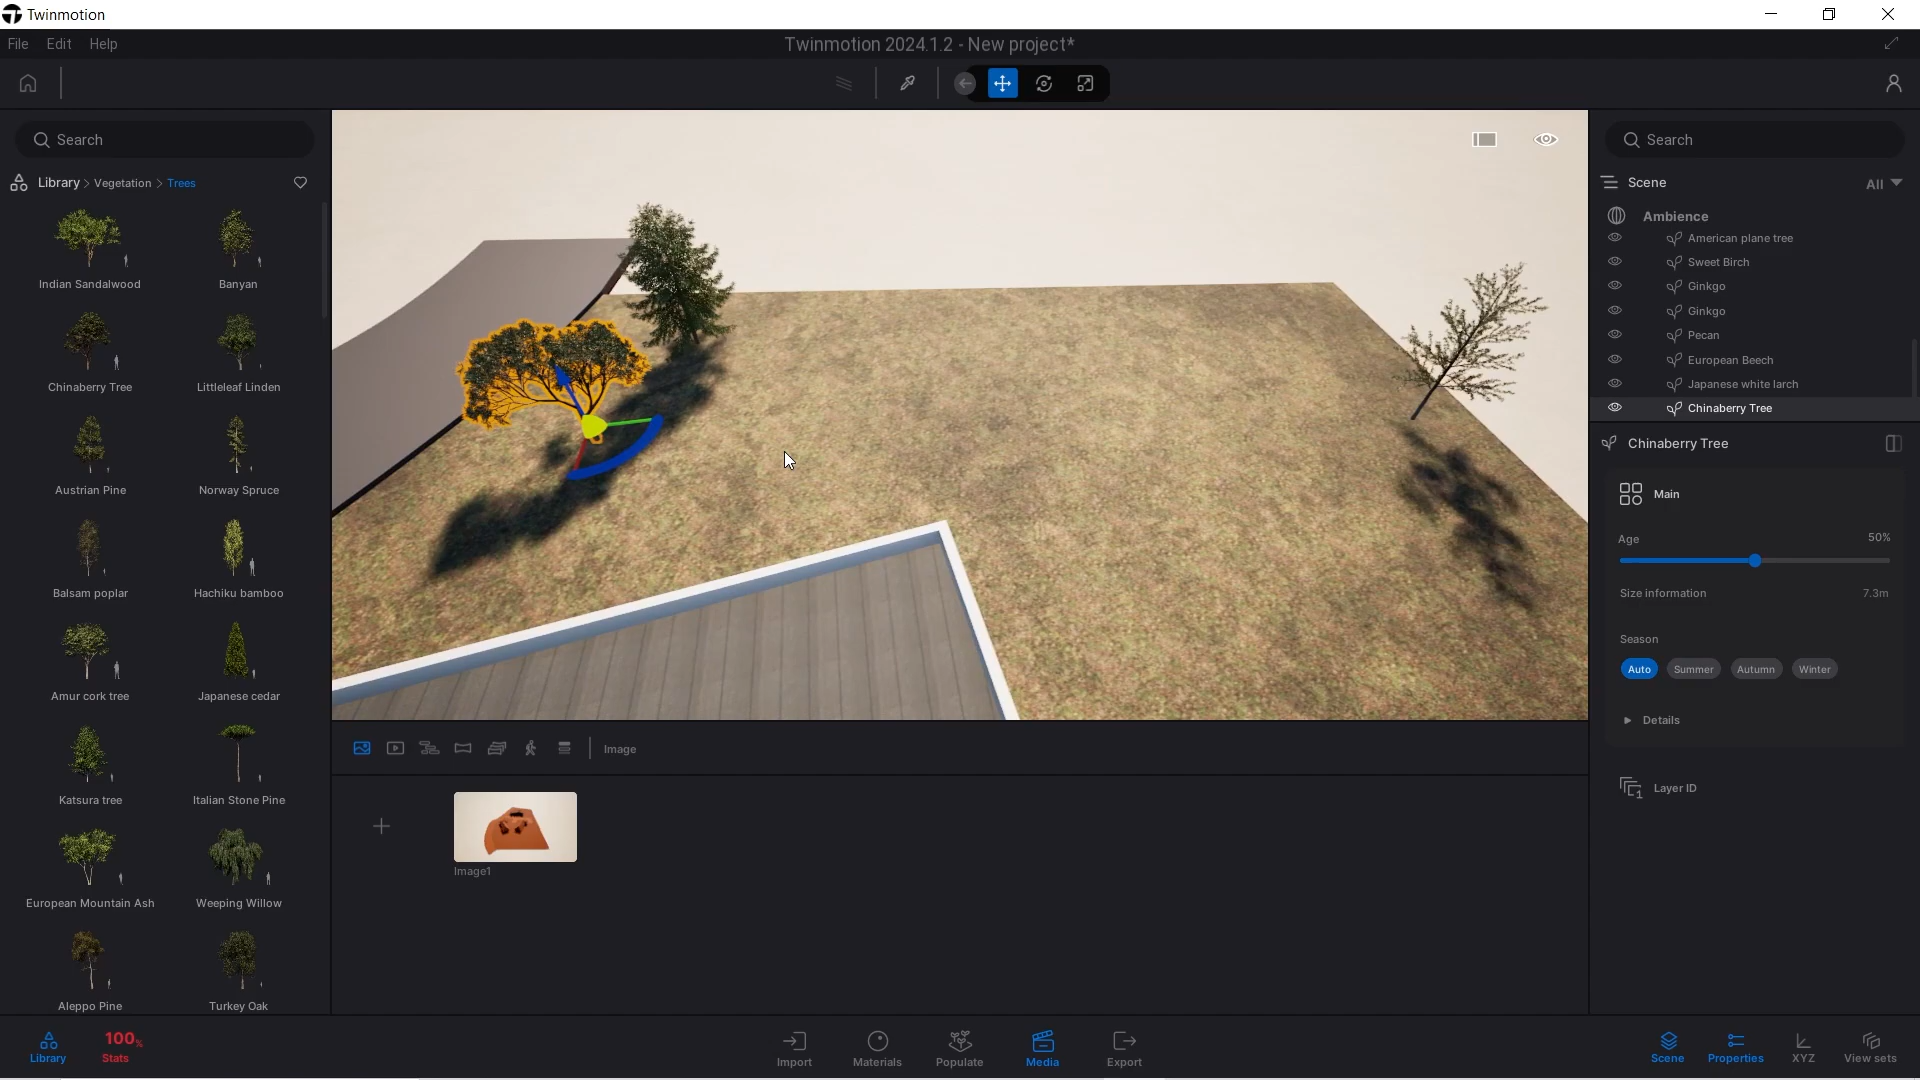 Twinmotion
File Edit Help
Twinmotion 2024.1.2 - New project*
Search
Library > Vegetation > Trees
Indian Sandalwood
Banyan
Chinaberry Tree
Littleleaf Linden
Austrian Pine
Norway Spruce
Balsam poplar
Hachiku bamboo
Amur cork tree
Japanese cedar
Katsura tree
Italian Stone Pine
European Mountain Ash
Weeping Willow
Aleppo Pine
Turkey Oak
Image
Image1
Search
Scene
All
Ambience
American plane tree
Sweet Birch
Ginkgo
Ginkgo
Pecan
European Beech
Japanese white larch
Chinaberry Tree
Chinaberry Tree
Main
Age 50%
Size information 7.3m
Season
Auto Summer Autumn Winter
Details
Layer ID
Library
100%
Stats
Import
Materials
Populate
Media
Export
Scene
Properties
XYZ
View sets